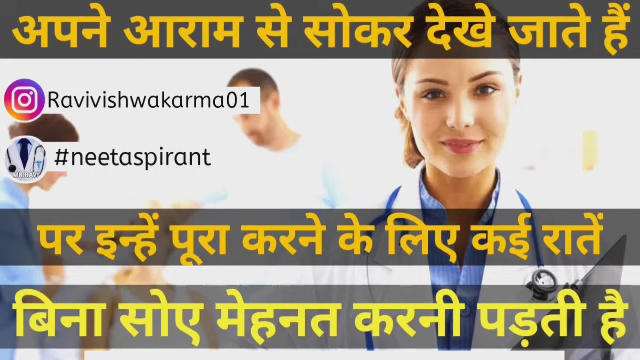 अपने आराम से सोकर देखे जाते हैं
Ravivishwakarma01
#neetaspirant
पर इन्हें पूरा करने के लिए कई रातें
बिना सोए मेहनत करनी पड़ती है